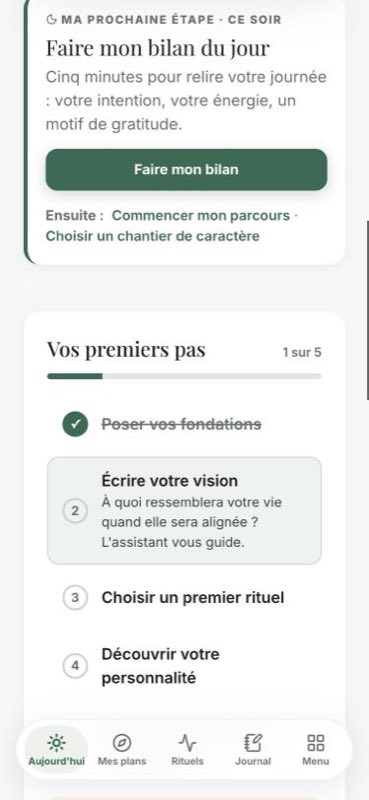 MA PROCHAINE ÉTAPE · CE SOIR
Faire mon bilan du jour
Cinq minutes pour relire votre journée
: votre intention, votre énergie, un
motif de gratitude.
Faire mon bilan
Ensuite : Commencer mon parcours ·
Choisir un chantier de caractère
Vos premiers pas
1 sur 5
Poser vos fondations
2
Écrire votre vision
À quoi ressemblera votre vie
quand elle sera alignée ?
L'assistant vous guide.
3
Choisir un premier rituel
4
Découvrir votre
personnalité
Aujourd'hui
Mes plans
Rituels
Journal
Menu